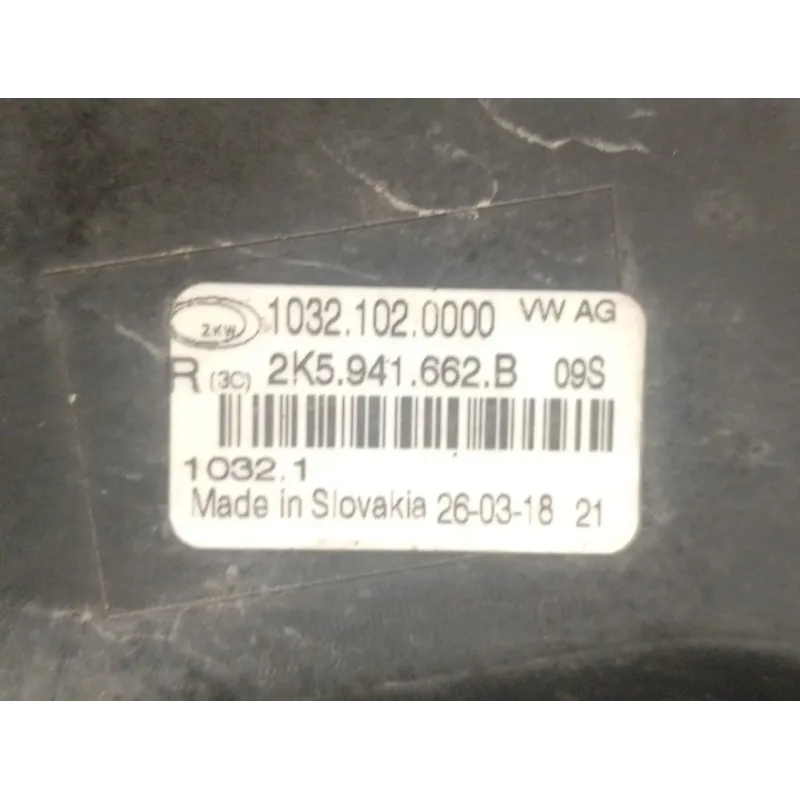 2KW 1032.102.0000 VW AG
R (3C) 2K5.941.662.B 09S
1032.1
Made in Slovakia 26-03-18 21